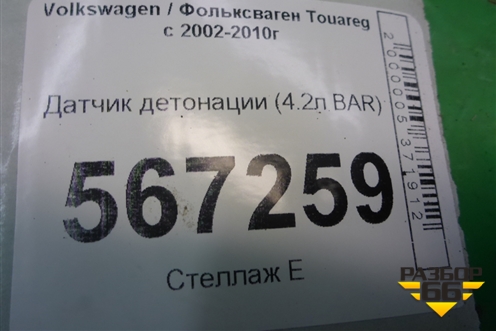 Volkswagen / Фольксваген Touareg
с 2002-2010г
Датчик детонации (4.2л BAR)
567259
Стеллаж Е
2000005371912
РАЗБОР
66